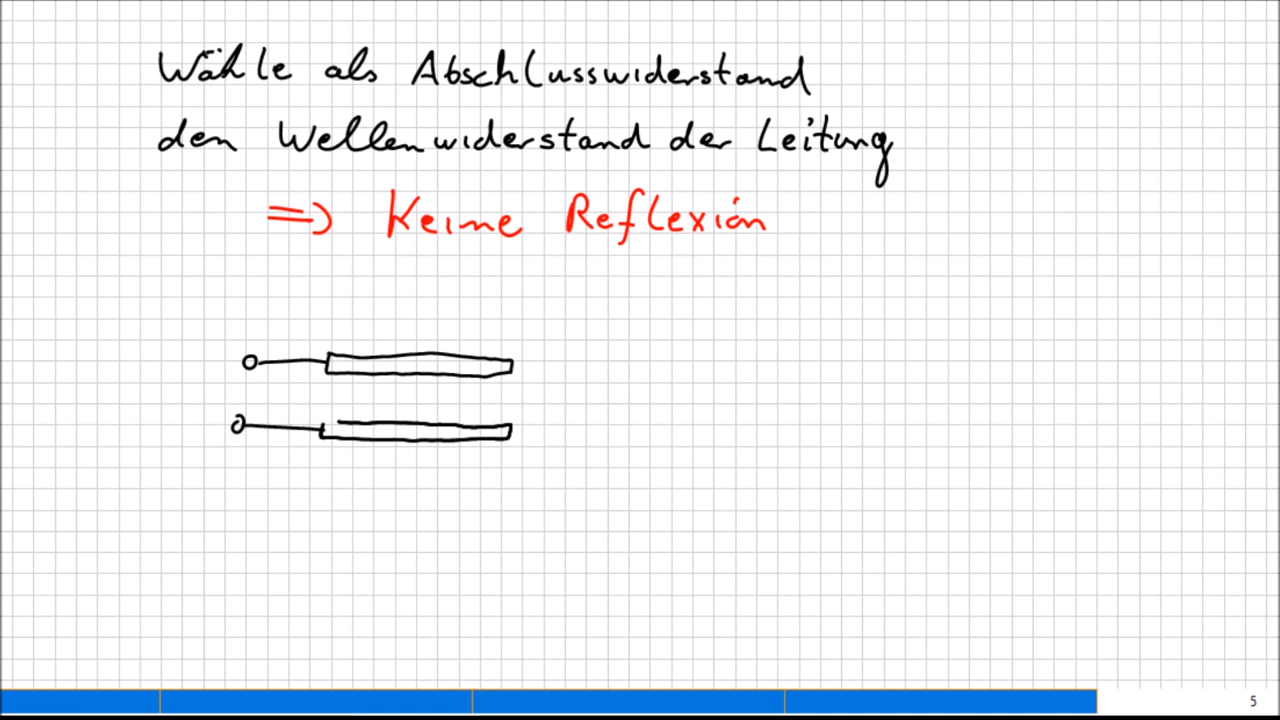 Wähle als Abschlusswiderstand
den Wellenwiderstand der Leitung
=> Keine Reflexion
5